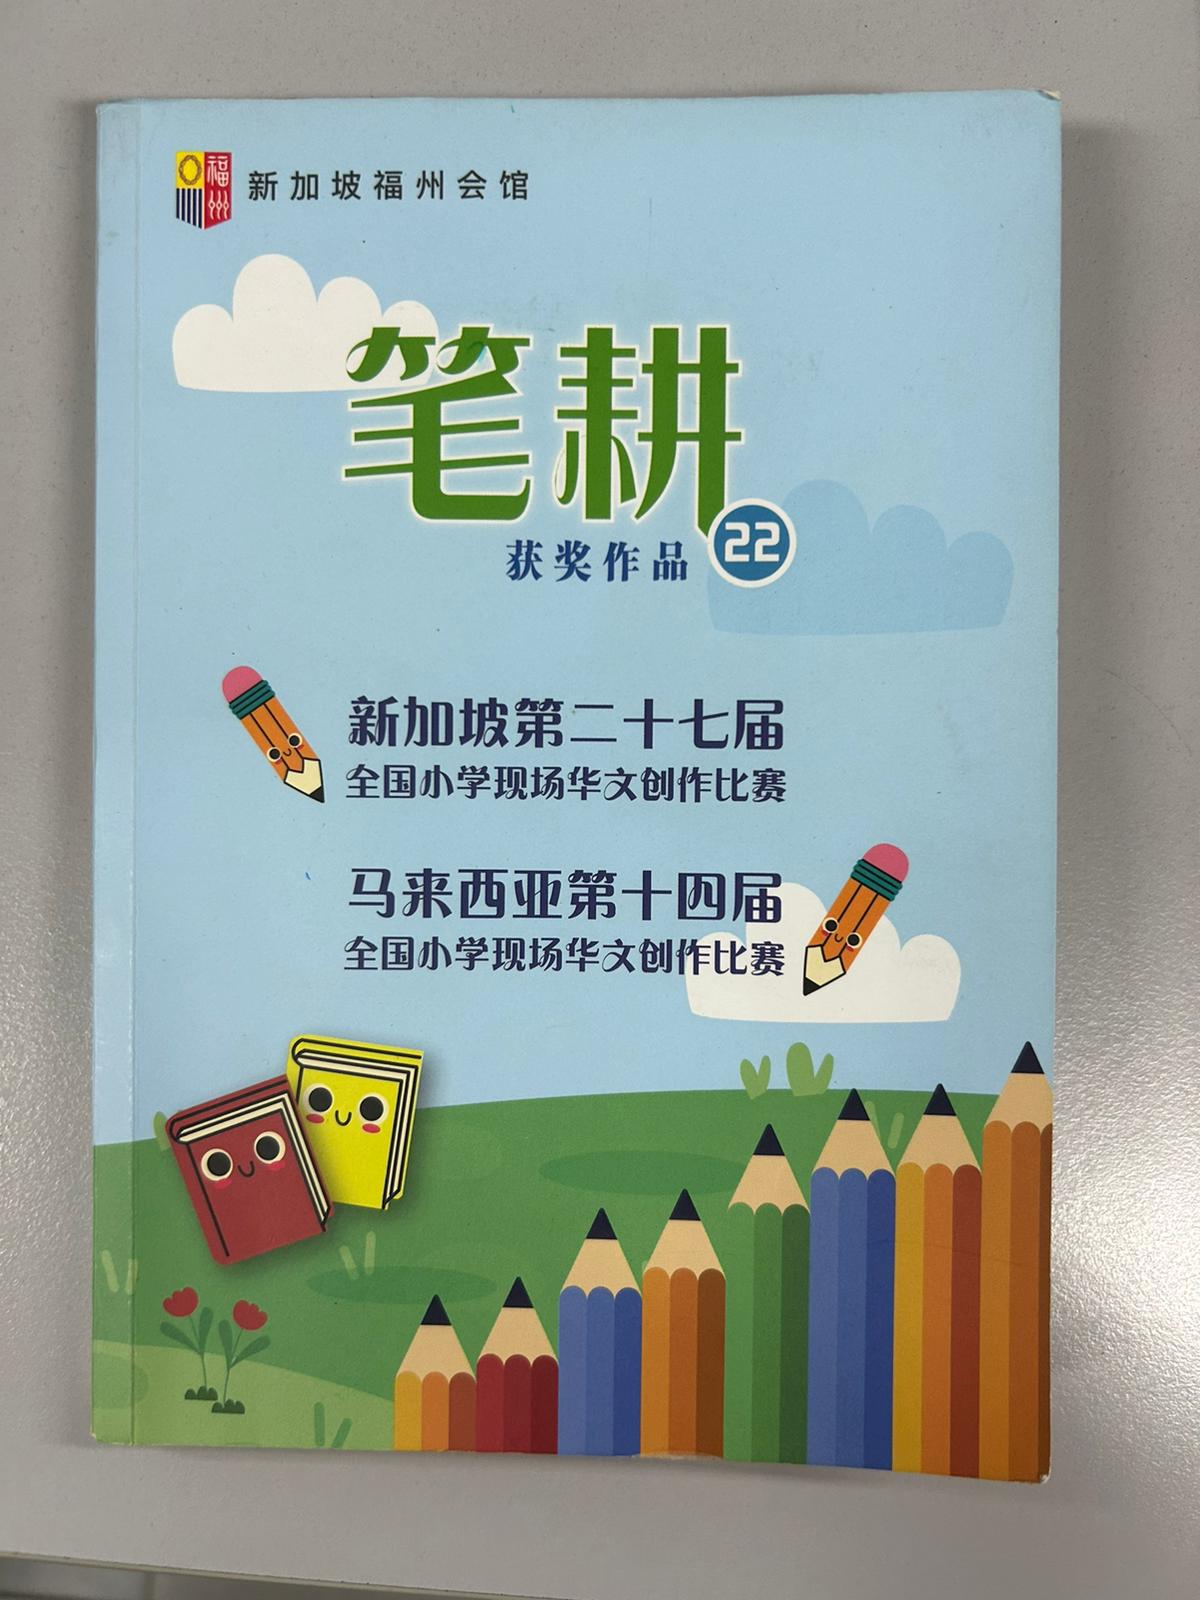 福州
新加坡福州会馆
笔耕
获奖作品 22
新加坡第二十七届
全国小学现场华文创作比赛
马来西亚第十四届
全国小学现场华文创作比赛